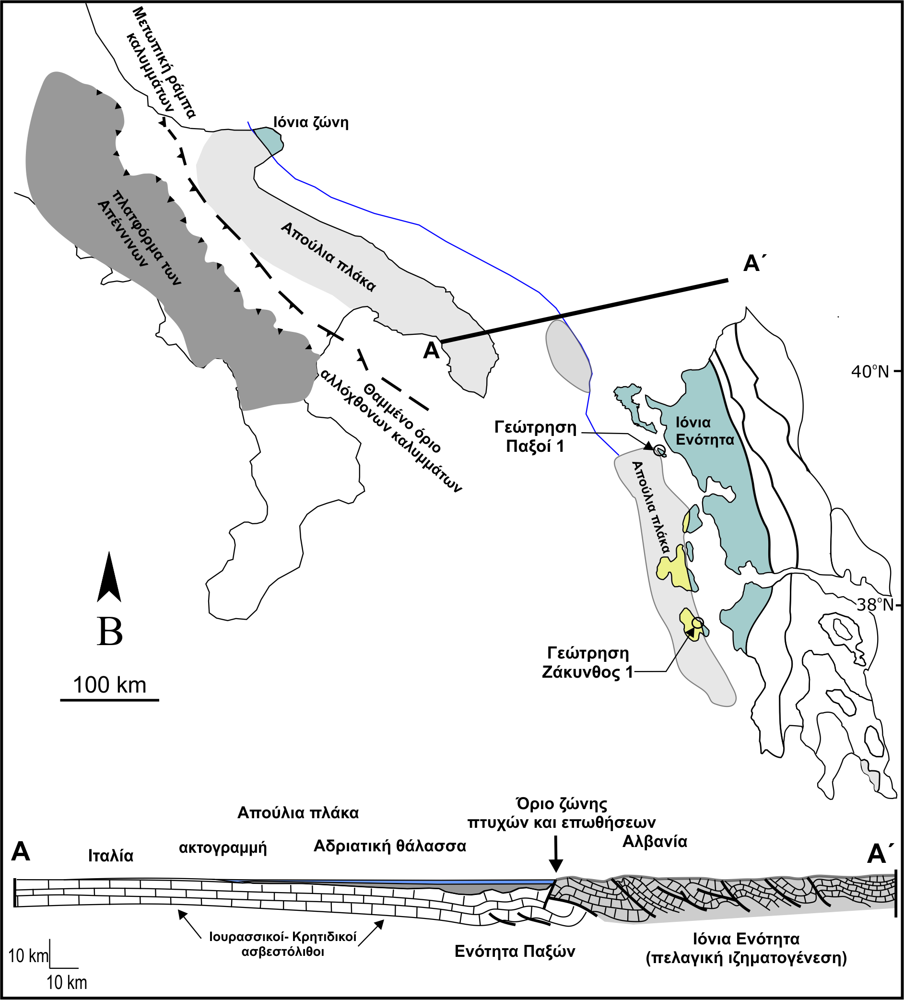 Μετωπική ράμπα
καλυμμάτων
Ιόνια ζώνη
πλατφόρμα των
Απέννινων
Απούλια πλάκα
Α΄
Α
40°N
αλλόχθονων καλυμμάτων
Θαμμένο όριο
Γεώτρηση
Παξοί 1
Ιόνια
Ενότητα
Απούλια πλάκα
38°N
Β
Γεώτρηση
Ζάκυνθος 1
100 km
Όριο ζώνης
πτυχών και επωθήσεων
Απούλια πλάκα
Α
Ιταλία
ακτογραμμή
Αδριατική θάλασσα
Αλβανία
Α΄
Ιουρασσικοί- Κρητιδικοί
ασβεστόλιθοι
Ενότητα Παξών
Ιόνια Ενότητα
(πελαγική ιζηματογένεση)
10 km
10 km